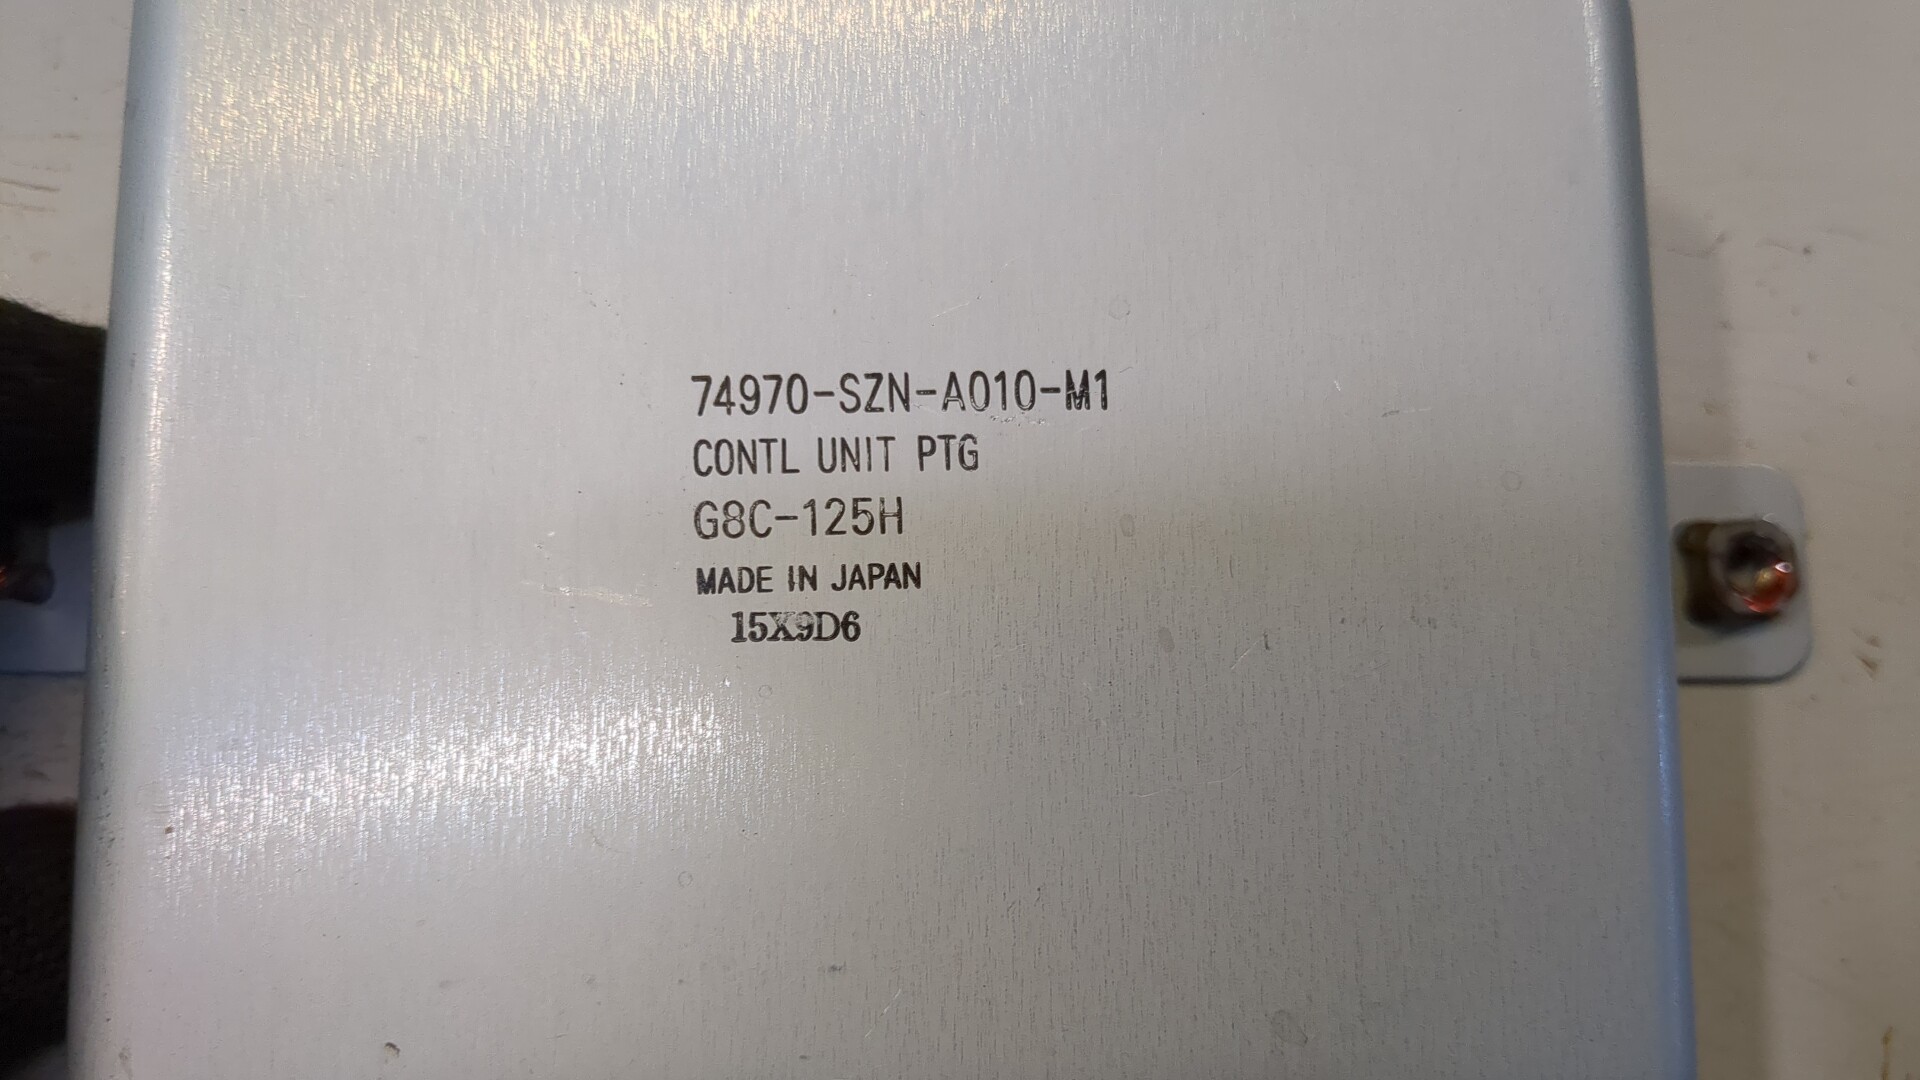 74970-SZN-A010-M1
CONTL UNIT PTG
G8C-125H
MADE IN JAPAN
15X9D6